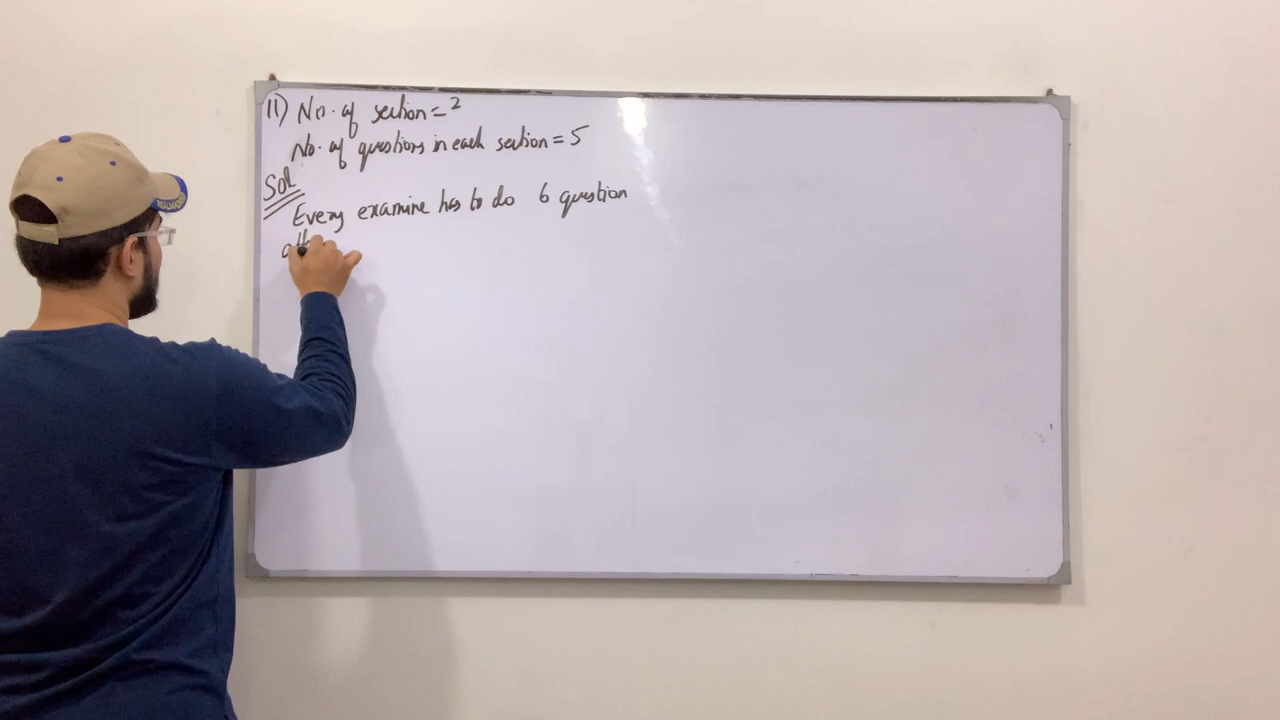 11) No. of section = 2
No. of questions in each section = 5
Sol
Every examine has to do 6 question